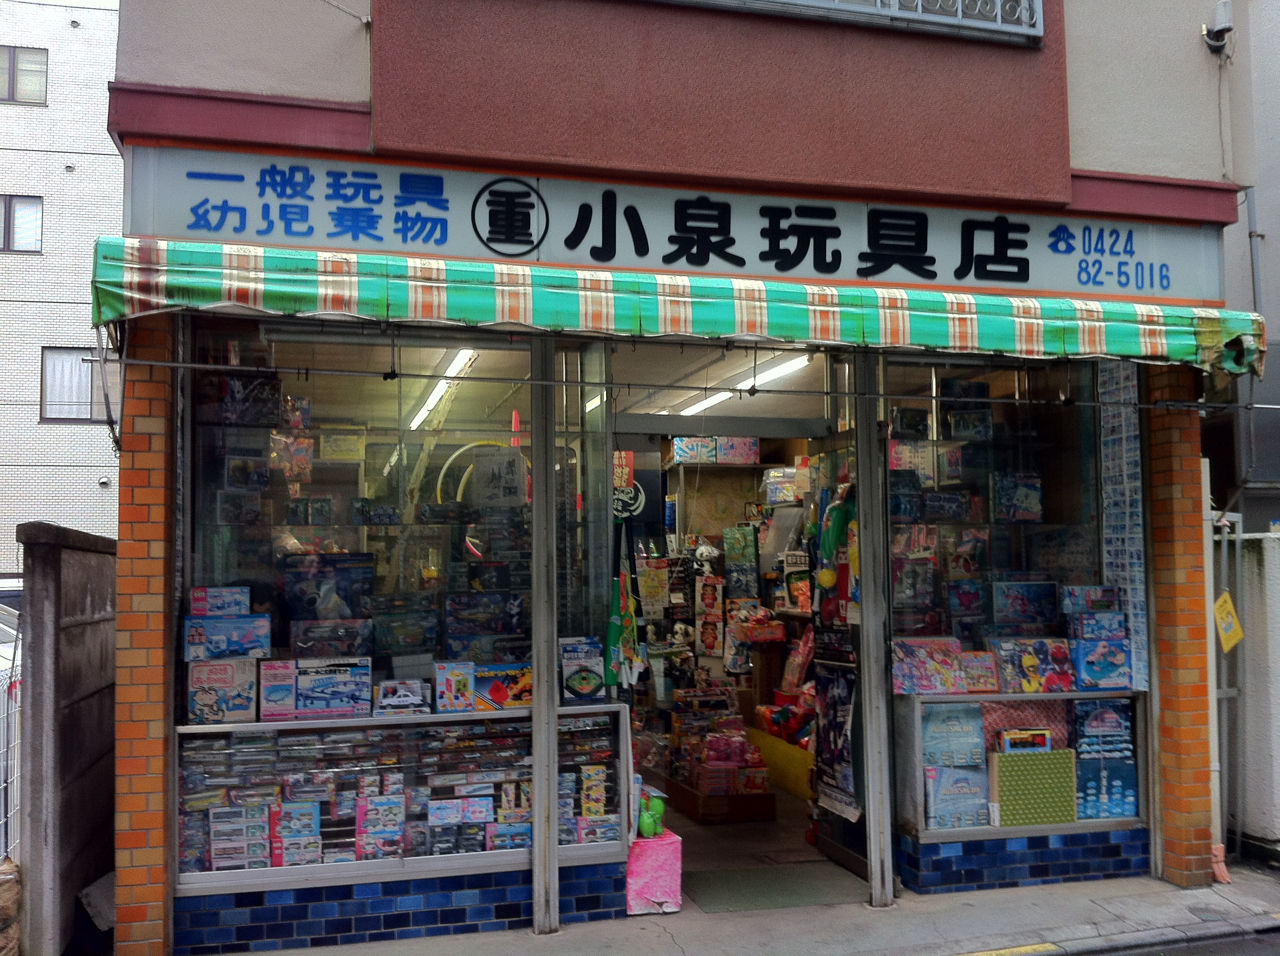 一般玩具
幼児乗物
重 小泉玩具店
☎0424
82-5016